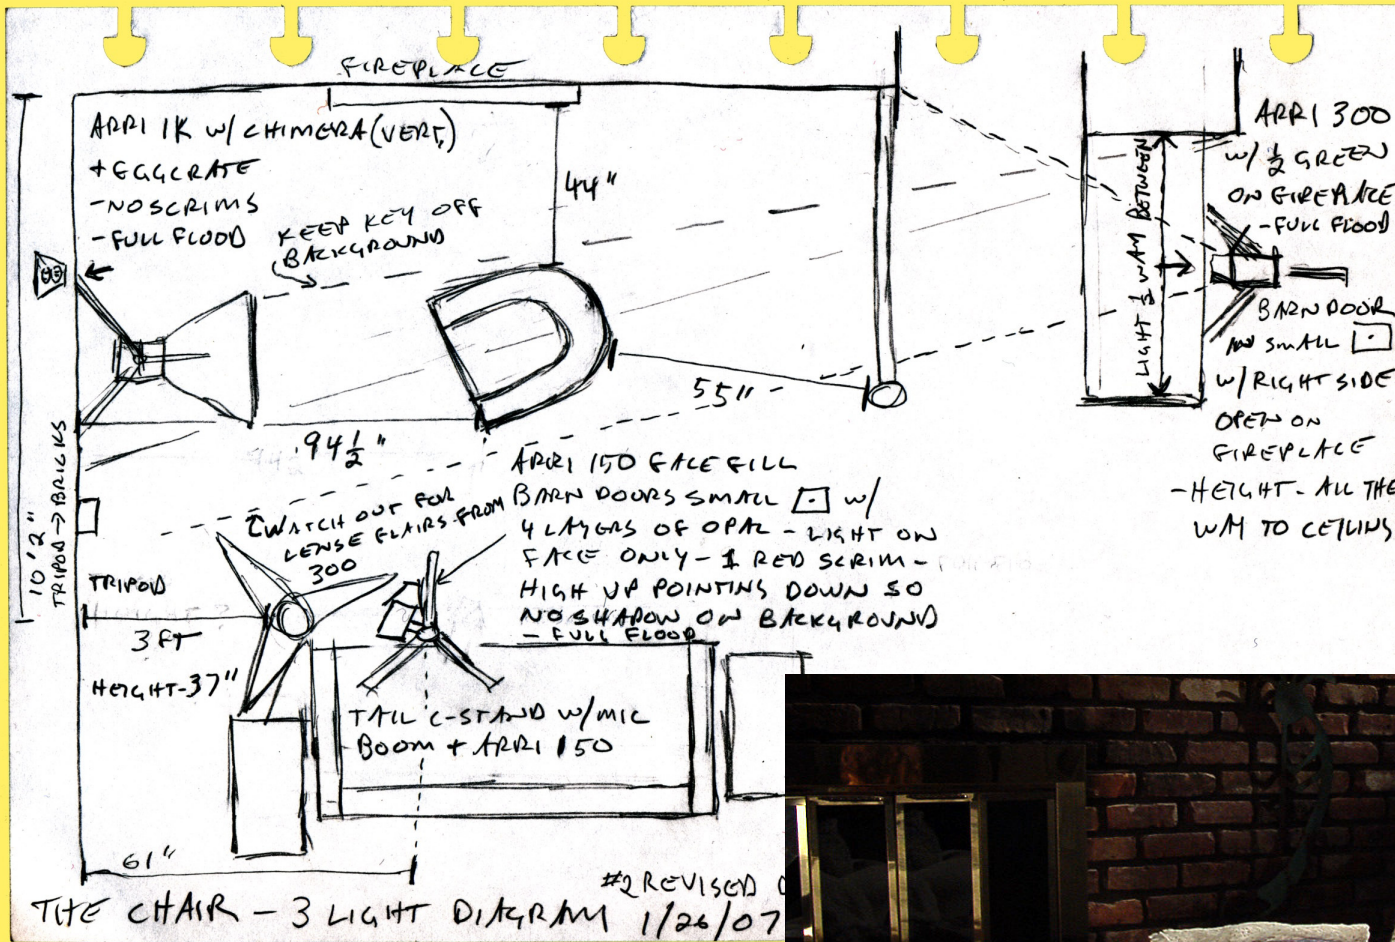 FIREPLACE
ARRI 1K W/ CHIMERA (VERT.)
+ EGGCRATE
- NO SCRIMS
- FULL FLOOD
KEEP KEY OFF
BACKGROUND
44"
LIGHT 1/2 WAY BETWEEN
ARRI 300
W/ 1/2 GREEN
ON FIREPLACE
- FULL FLOOD
BARN DOOR
SMALL
W/ RIGHT SIDE
OPEN ON
FIREPLACE
- HEIGHT - ALL THE
WAY TO CEILING
55"
94 1/2"
10'2"
TRIPOD → BRICKS
WATCH OUT FOR
LENSE FLAIRS FROM
300
ARRI 150 FACE FILL
BARN DOORS SMALL W/
4 LAYERS OF OPAL - LIGHT ON
FACE ONLY - 1 RED SCRIM -
HIGH UP POINTING DOWN SO
NO SHADOW ON BACKGROUND
- FULL FLOOD
TRIPOD
3 FT
HEIGHT - 37"
TALL C-STAND W/ MIC
BOOM + ARRI 150
61"
THE CHAIR - 3 LIGHT DIAGRAM
#2 REVISED
1/26/07